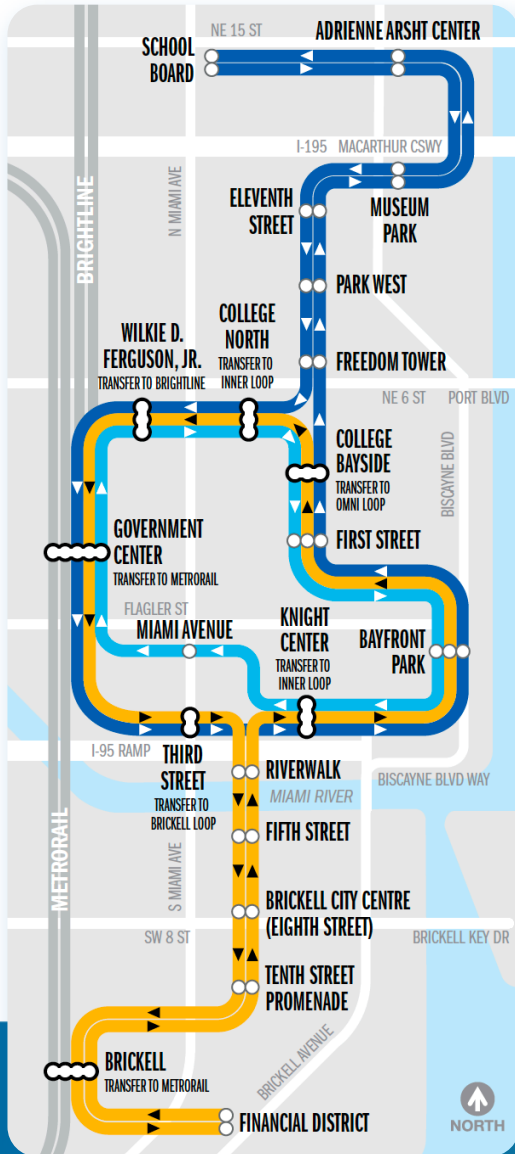 NE 15 ST
ADRIENNE ARSHT CENTER
SCHOOL
BOARD
I-195 MACARTHUR CSWY
BRIGHTLINE
N MIAMI AVE
ELEVENTH
STREET
MUSEUM
PARK
PARK WEST
WILKIE D.
FERGUSON, JR.
TRANSFER TO BRIGHTLINE
COLLEGE
NORTH
TRANSFER TO
INNER LOOP
FREEDOM TOWER
NE 6 ST PORT BLVD
COLLEGE
BAYSIDE
TRANSFER TO
OMNI LOOP
BISCAYNE BLVD
GOVERNMENT
CENTER
TRANSFER TO METRORAIL
FIRST STREET
FLAGLER ST
MIAMI AVENUE
KNIGHT
CENTER
TRANSFER TO
INNER LOOP
BAYFRONT
PARK
I-95 RAMP
THIRD
STREET
TRANSFER TO
BRICKELL LOOP
RIVERWALK
BISCAYNE BLVD WAY
MIAMI RIVER
METRORAIL
S MIAMI AVE
FIFTH STREET
BRICKELL CITY CENTRE
(EIGHTH STREET)
SW 8 ST
BRICKELL KEY DR
TENTH STREET
PROMENADE
BRICKELL AVENUE
BRICKELL
TRANSFER TO METRORAIL
FINANCIAL DISTRICT
NORTH